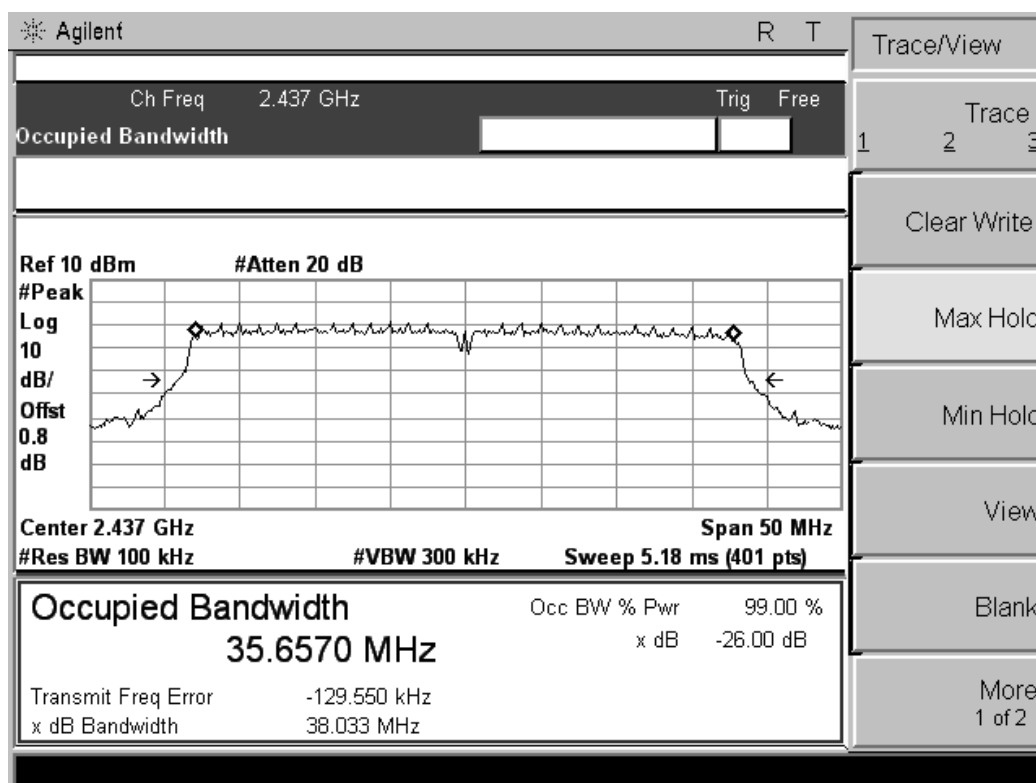 Agilent R T
Ch Freq 2.437 GHz Trig Free
Occupied Bandwidth
Ref 10 dBm #Atten 20 dB
#Peak
Log
10
dB/
Offst
0.8
dB
Center 2.437 GHz Span 50 MHz
#Res BW 100 kHz #VBW 300 kHz Sweep 5.18 ms (401 pts)
Occupied Bandwidth
35.6570 MHz
Occ BW % Pwr 99.00 %
x dB -26.00 dB
Transmit Freq Error -129.550 kHz
x dB Bandwidth 38.033 MHz
Trace/View
Trace
1 2 3
Clear Write
Max Hold
Min Hold
View
Blank
More
1 of 2